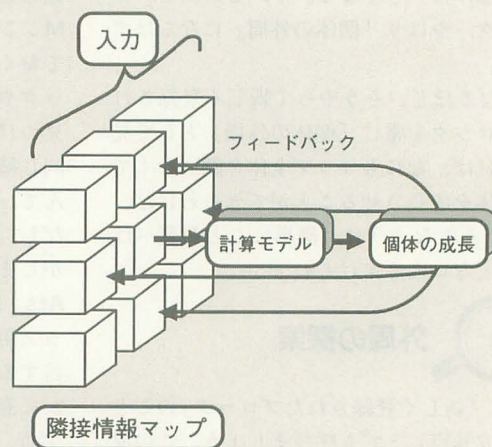 入力
フィードバック
計算モデル
個体の成長
隣接情報マップ